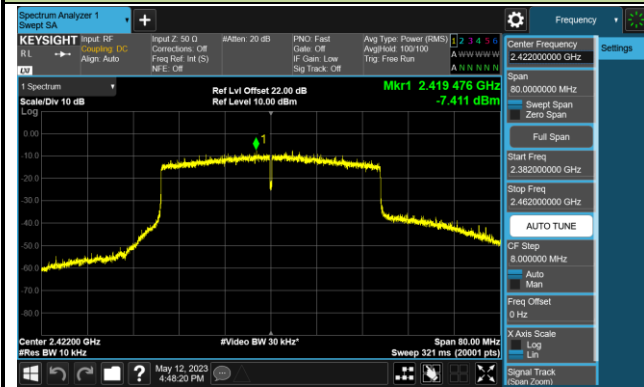 Spectrum Analyzer 1
Swept SA
+
Frequency
KEYSIGHT
RL
LXI
Input: RF
Coupling: DC
Align: Auto
Input Z: 50 Ω
Corrections: Off
Freq Ref: Int (S)
NFE: Off
#Atten: 20 dB
PNO: Fast
Gate: Off
IF Gain: Low
Sig Track: Off
Avg Type: Power (RMS)
Avg|Hold: 100/100
Trig: Free Run
1 2 3 4 5 6
A W W W W W
A N N N N N
Center Frequency
2.422000000 GHz
Settings
Span
80.0000000 MHz
Swept Span
Zero Span
Full Span
Start Freq
2.382000000 GHz
Stop Freq
2.462000000 GHz
AUTO TUNE
CF Step
8.000000 MHz
Auto
Man
Freq Offset
0 Hz
X Axis Scale
Log
Lin
Signal Track
(Span Zoom)
1 Spectrum
Scale/Div 10 dB
Log
Ref Lvl Offset 22.00 dB
Ref Level 10.00 dBm
Mkr1 2.419 476 GHz
-7.411 dBm
1
0.00
-10.0
-20.0
-30.0
-40.0
-50.0
-60.0
-70.0
-80.0
Center 2.42200 GHz
#Res BW 10 kHz
#Video BW 30 kHz*
Span 80.00 MHz
Sweep 321 ms (20001 pts)
?
May 12, 2023
4:48:20 PM